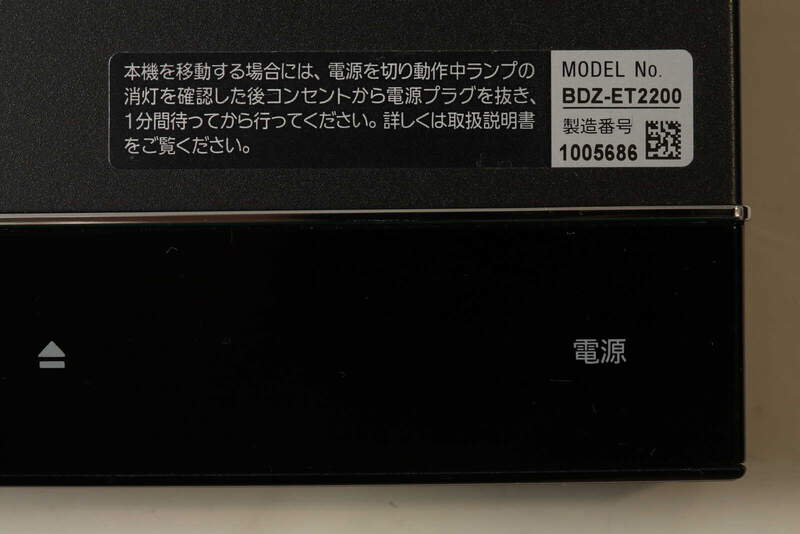 本機を移動する場合には、電源を切り動作中ランプの
消灯を確認した後コンセントから電源プラグを抜き、
1分間待ってから行ってください。詳しくは取扱説明書
をご覧ください。
MODEL No.
BDZ-ET2200
製造番号
1005686
電源